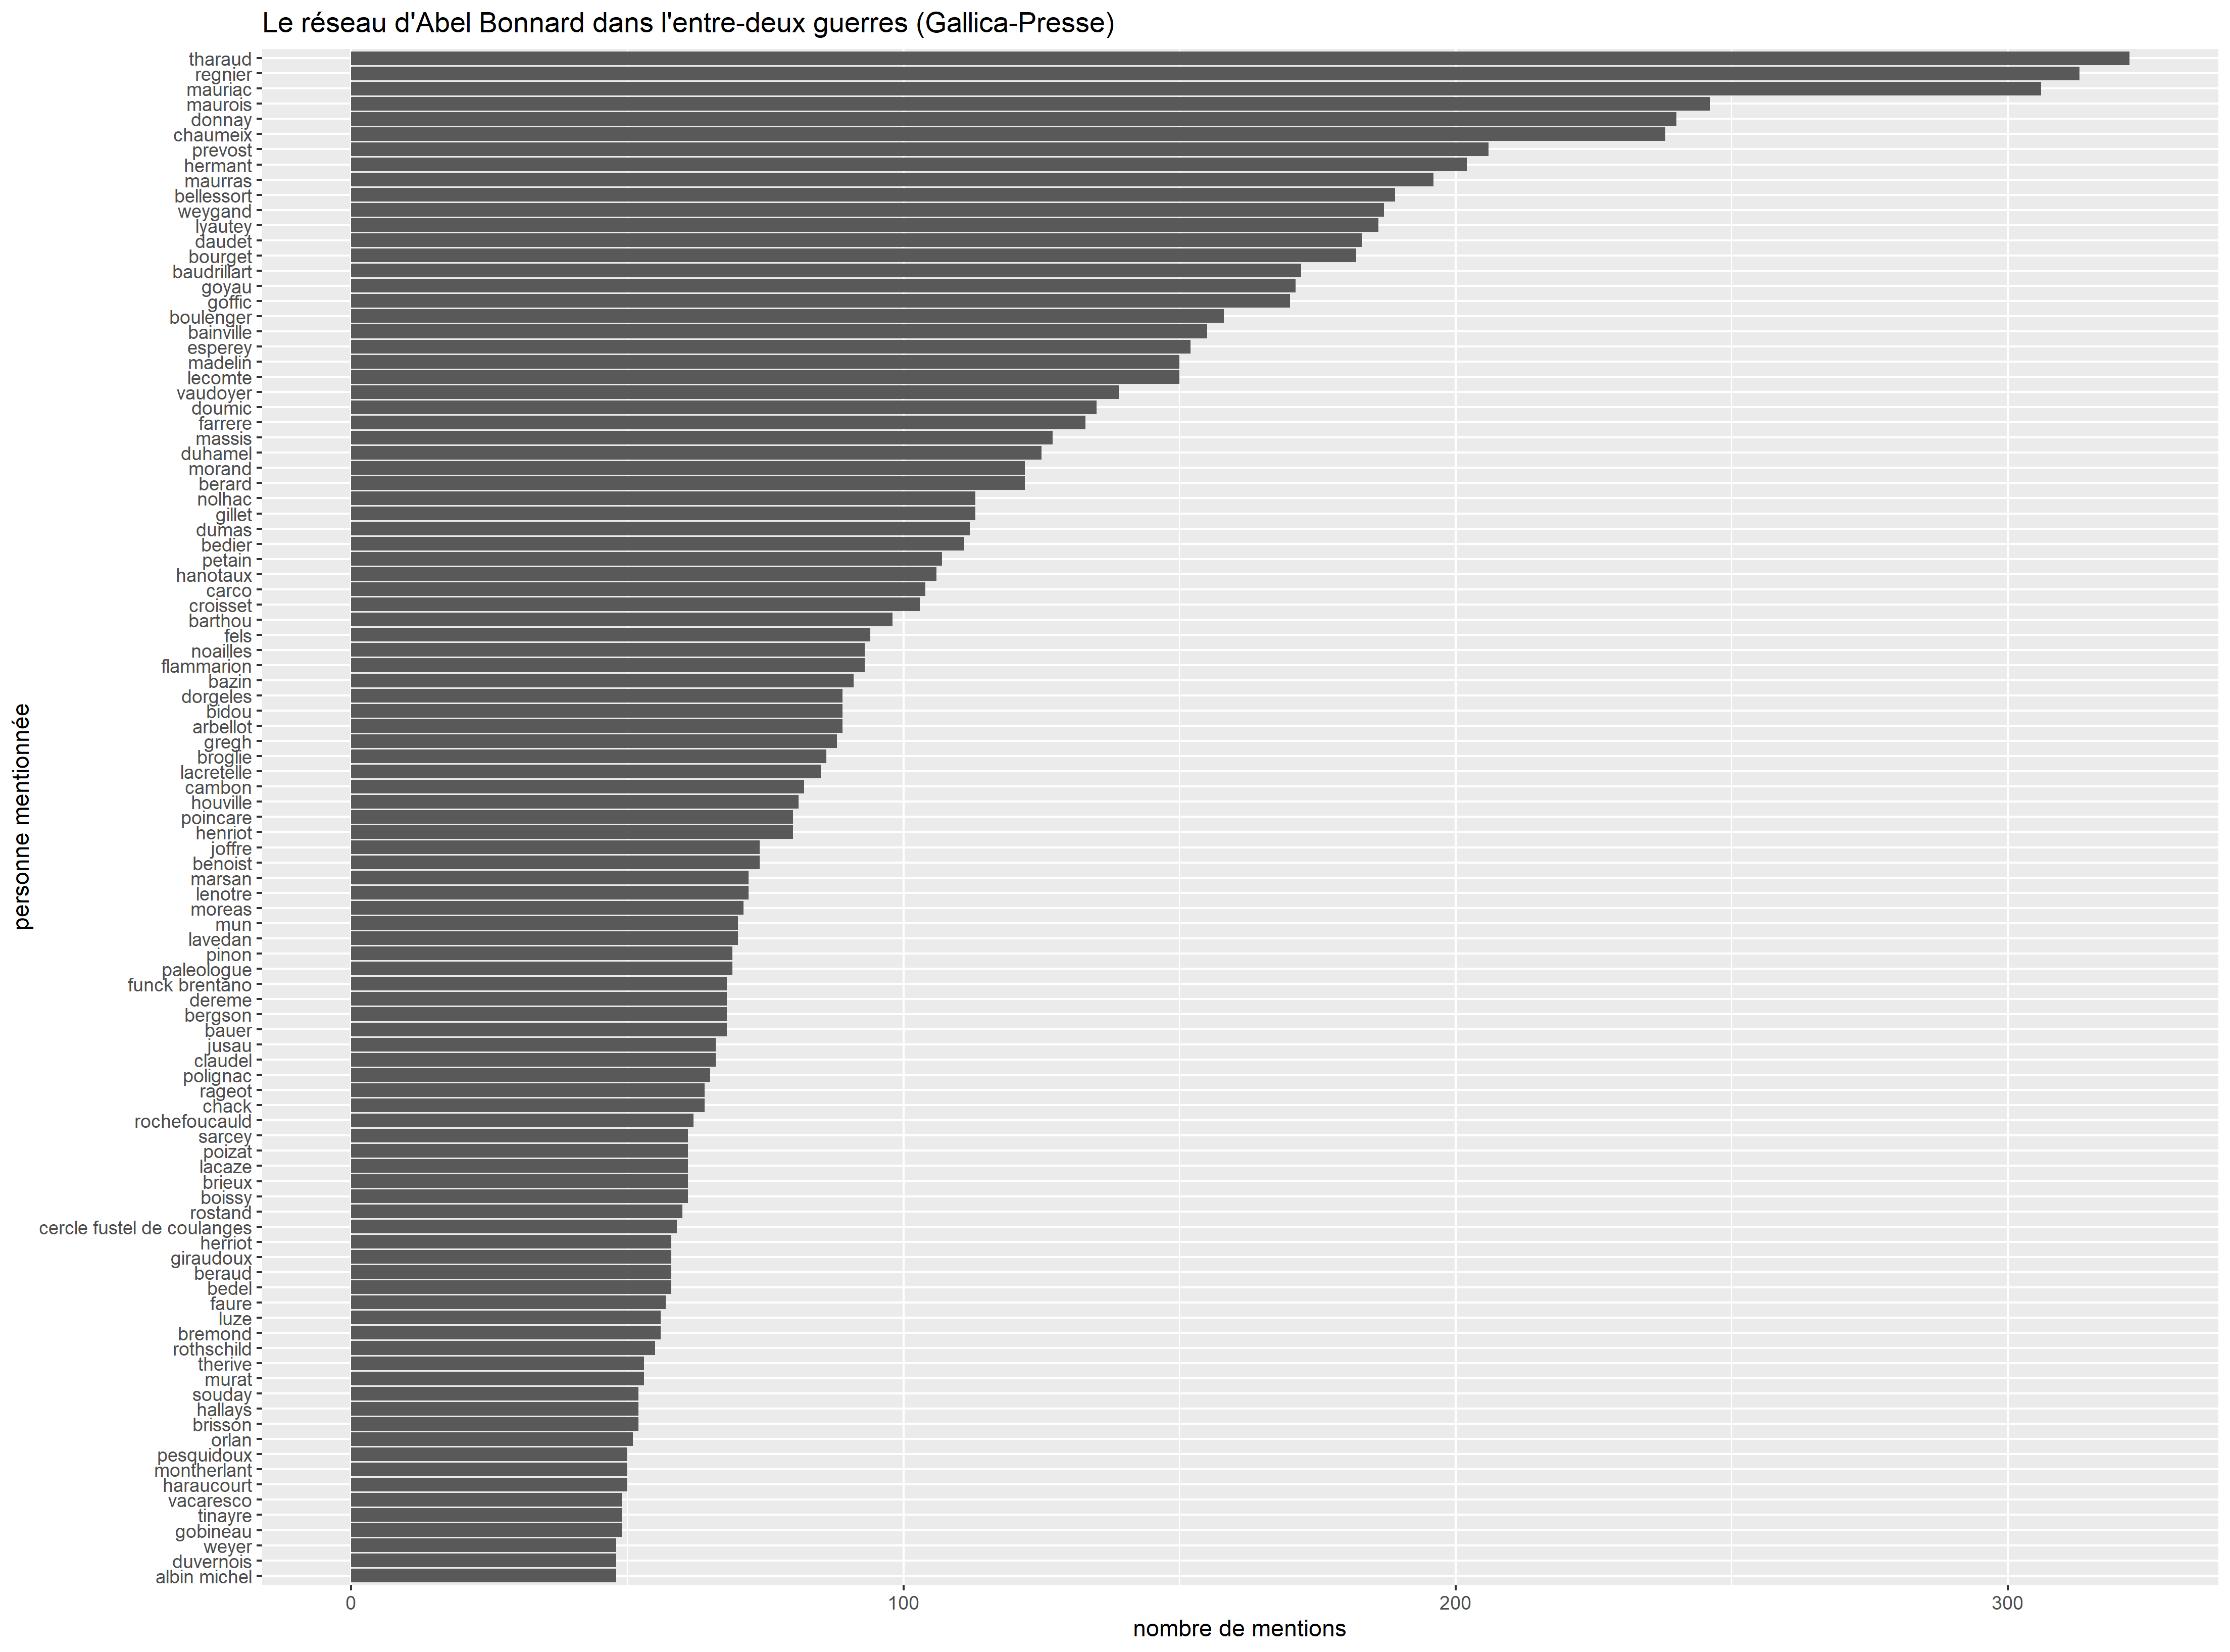 Le réseau d'Abel Bonnard dans l'entre-deux guerres (Gallica-Presse)
personne mentionnée
tharaud
regnier
mauriac
maurois
donnay
chaumeix
prevost
hermant
maurras
bellessort
weygand
lyautey
daudet
bourget
baudrillart
goyau
goffic
boulenger
bainville
esperey
madelin
lecomte
vaudoyer
doumic
farrere
massis
duhamel
morand
berard
nolhac
gillet
dumas
bedier
petain
hanotaux
carco
croisset
barthou
fels
noailles
flammarion
bazin
dorgeles
bidou
arbellot
gregh
broglie
lacretelle
cambon
houville
poincare
henriot
joffre
benoist
marsan
lenotre
moreas
mun
lavedan
pinon
paleologue
funck brentano
dereme
bergson
bauer
jusau
claudel
polignac
rageot
chack
rochefoucauld
sarcey
poizat
lacaze
brieux
boissy
rostand
cercle fustel de coulanges
herriot
giraudoux
beraud
bedel
faure
luze
bremond
rothschild
therive
murat
souday
hallays
brisson
orlan
pesquidoux
montherlant
haraucourt
vacaresco
tinayre
gobineau
weyer
duvernois
albin michel
0 100 200 300
nombre de mentions